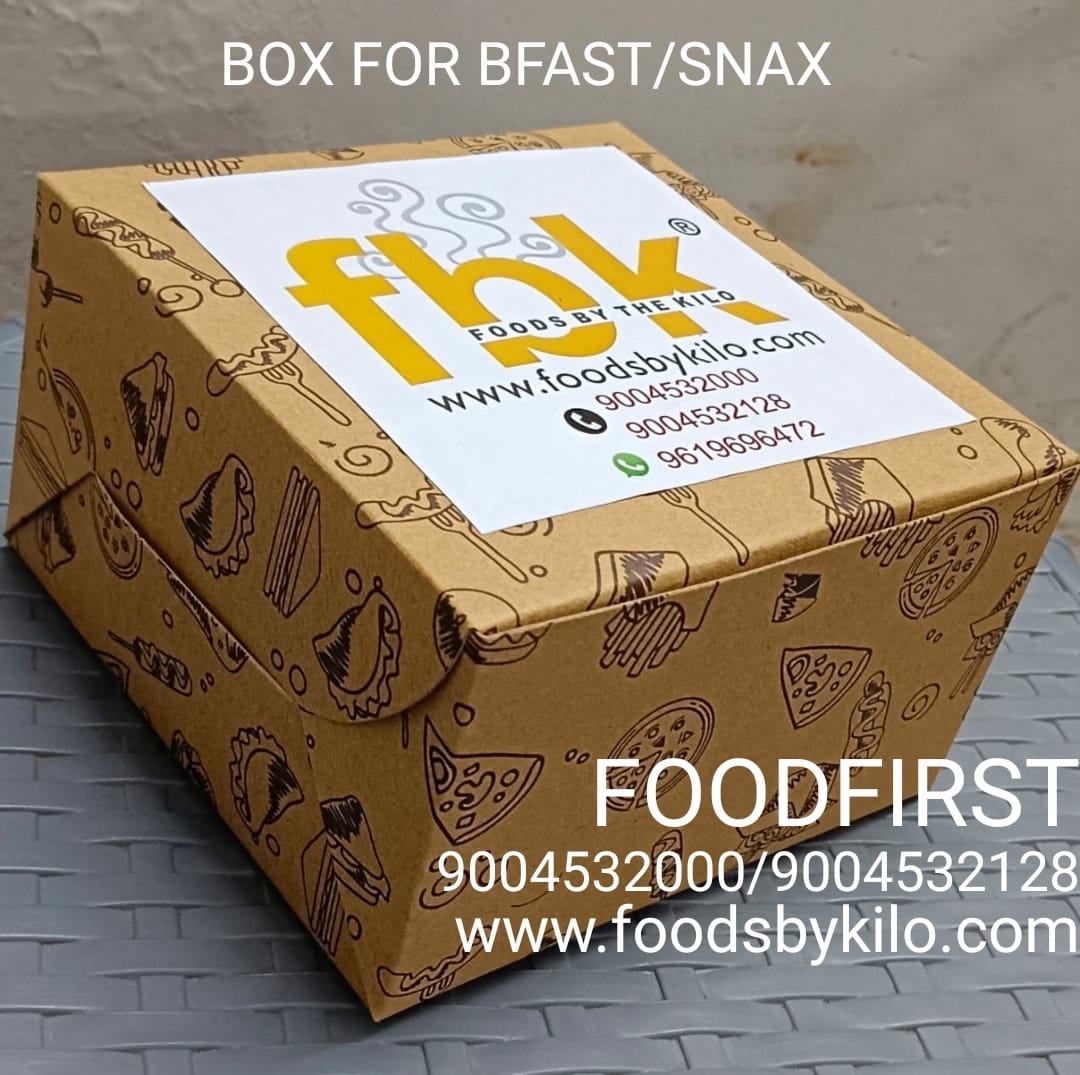 BOX FOR BFAST/SNAX
fbk®
FOODS BY THE KILO
www.foodsbykilo.com
9004532000
9004532128
9619696472
FOODFIRST
9004532000/9004532128
www.foodsbykilo.com